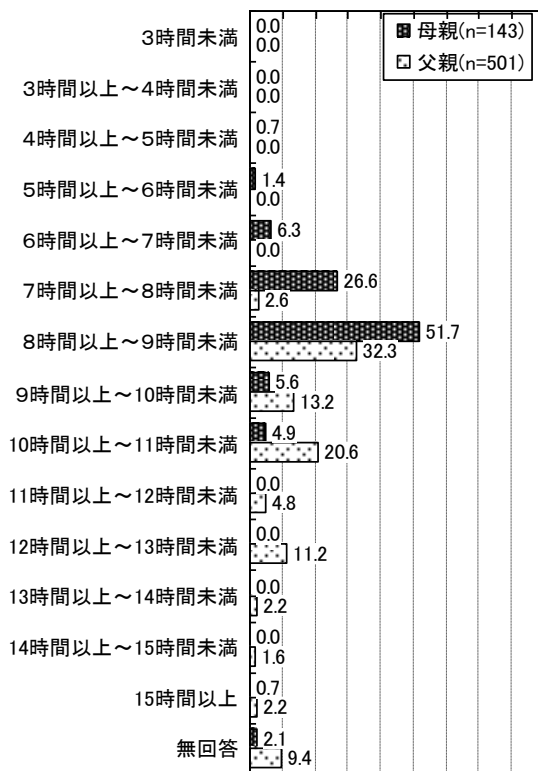 母親(n=143)
父親(n=501)
3時間未満
0.0
0.0
3時間以上～4時間未満
0.0
0.0
4時間以上～5時間未満
0.7
0.0
5時間以上～6時間未満
1.4
0.0
6時間以上～7時間未満
6.3
0.0
7時間以上～8時間未満
26.6
2.6
8時間以上～9時間未満
51.7
32.3
9時間以上～10時間未満
5.6
13.2
10時間以上～11時間未満
4.9
20.6
11時間以上～12時間未満
0.0
4.8
12時間以上～13時間未満
0.0
11.2
13時間以上～14時間未満
0.0
2.2
14時間以上～15時間未満
0.0
1.6
15時間以上
0.7
2.2
無回答
2.1
9.4